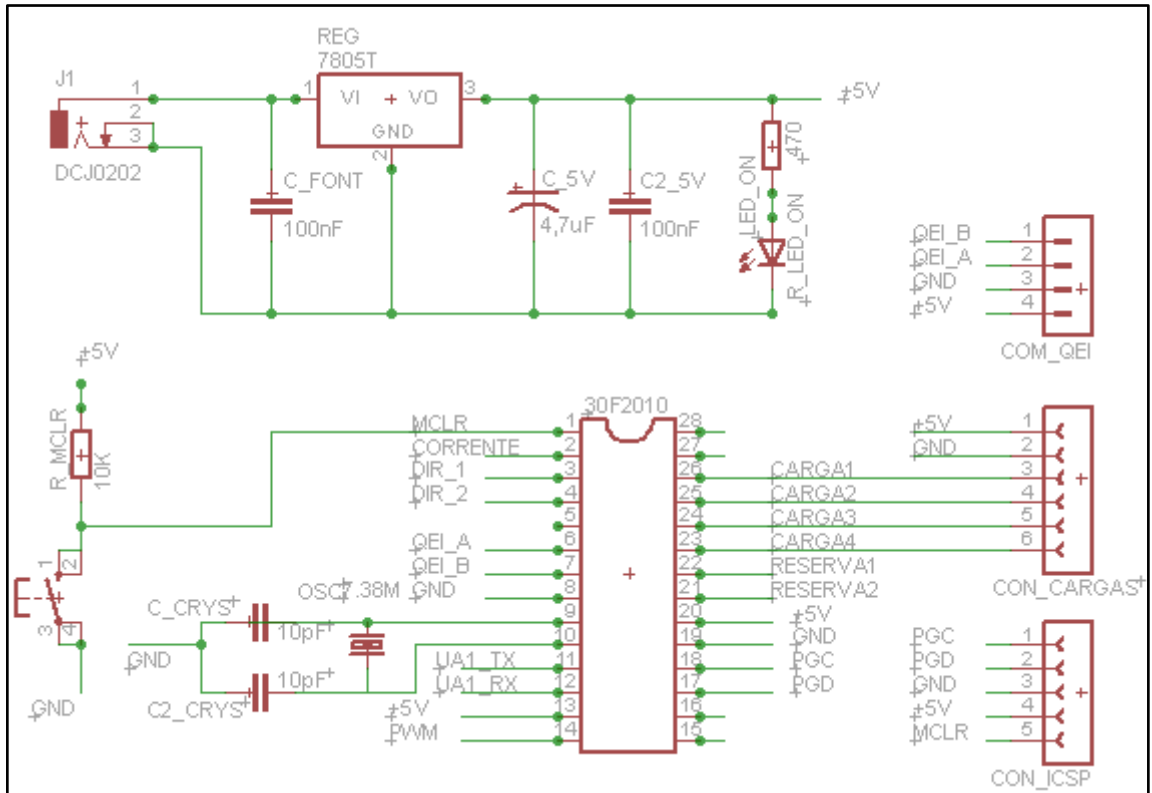 REG
7805T
J1
1
2
3
DCJ0202
1
VI
VO
3
GND
2
C_FONT
100nF
C_5V
4,7uF
C2_5V
100nF
+5V
470
LED_ON
R_LED_ON
QEI_B 1
QEI_A 2
GND 3
+5V 4
COM_QEI
+5V
R_MCLR
10K
1
2
3
4
GND
30F2010
MCLR 1
CORRENTE 2
DIR_1 3
DIR_2 4
5
QEI_A 6
QEI_B 7
GND 8
9
10
UA1_TX 11
UA1_RX 12
+5V 13
PWM 14
C_CRYS
10pF
OSC
7.38M
GND
10pF
C2_CRYS
28
27
26 CARGA1
25 CARGA2
24 CARGA3
23 CARGA4
22 RESERVA1
21 RESERVA2
20 +5V
19 GND
18 PGC
17 PGD
16
15
+5V 1
GND 2
3
4
5
6
CON_CARGAS
PGC 1
PGD 2
GND 3
+5V 4
MCLR 5
CON_ICSP